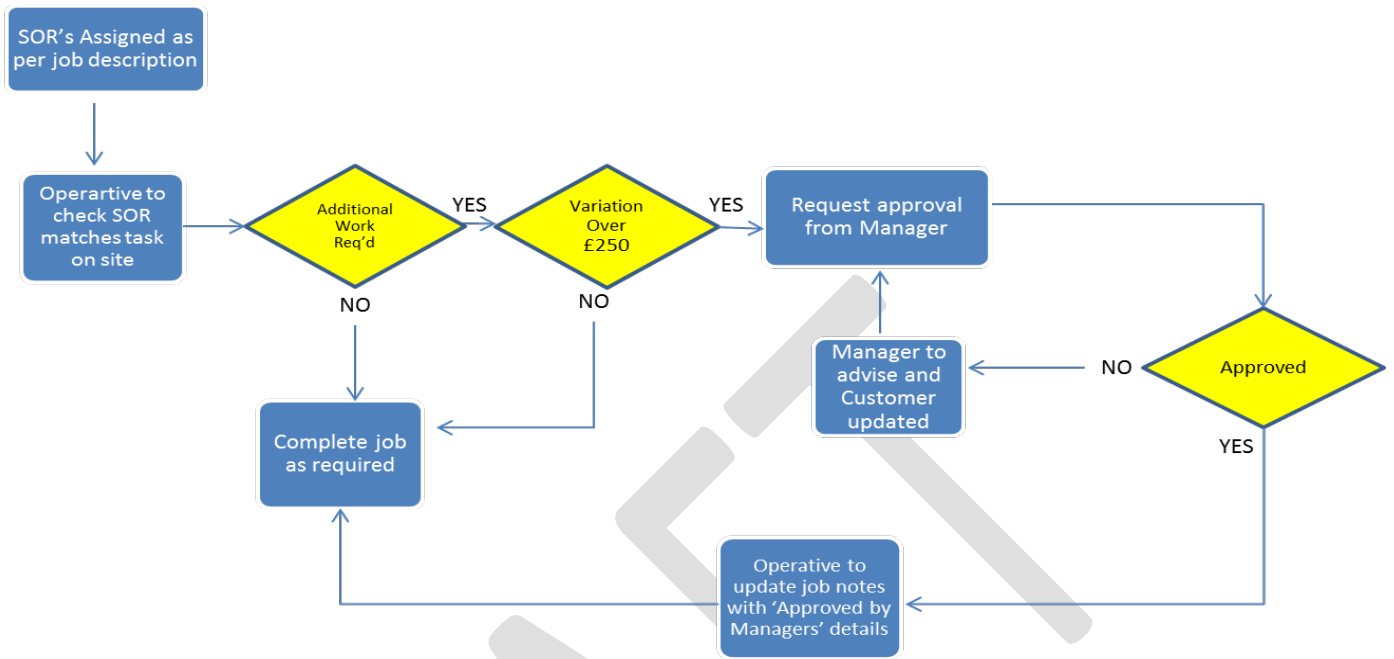 SOR's Assigned as
per job description
Operartive to
check SOR
matches task
on site
Additional
Work
Req'd
YES
NO
Variation
Over
£250
YES
NO
Request approval
from Manager
Approved
NO
YES
Manager to
advise and
Customer
updated
Complete job
as required
Operative to
update job notes
with ‘Approved by
Managers’ details